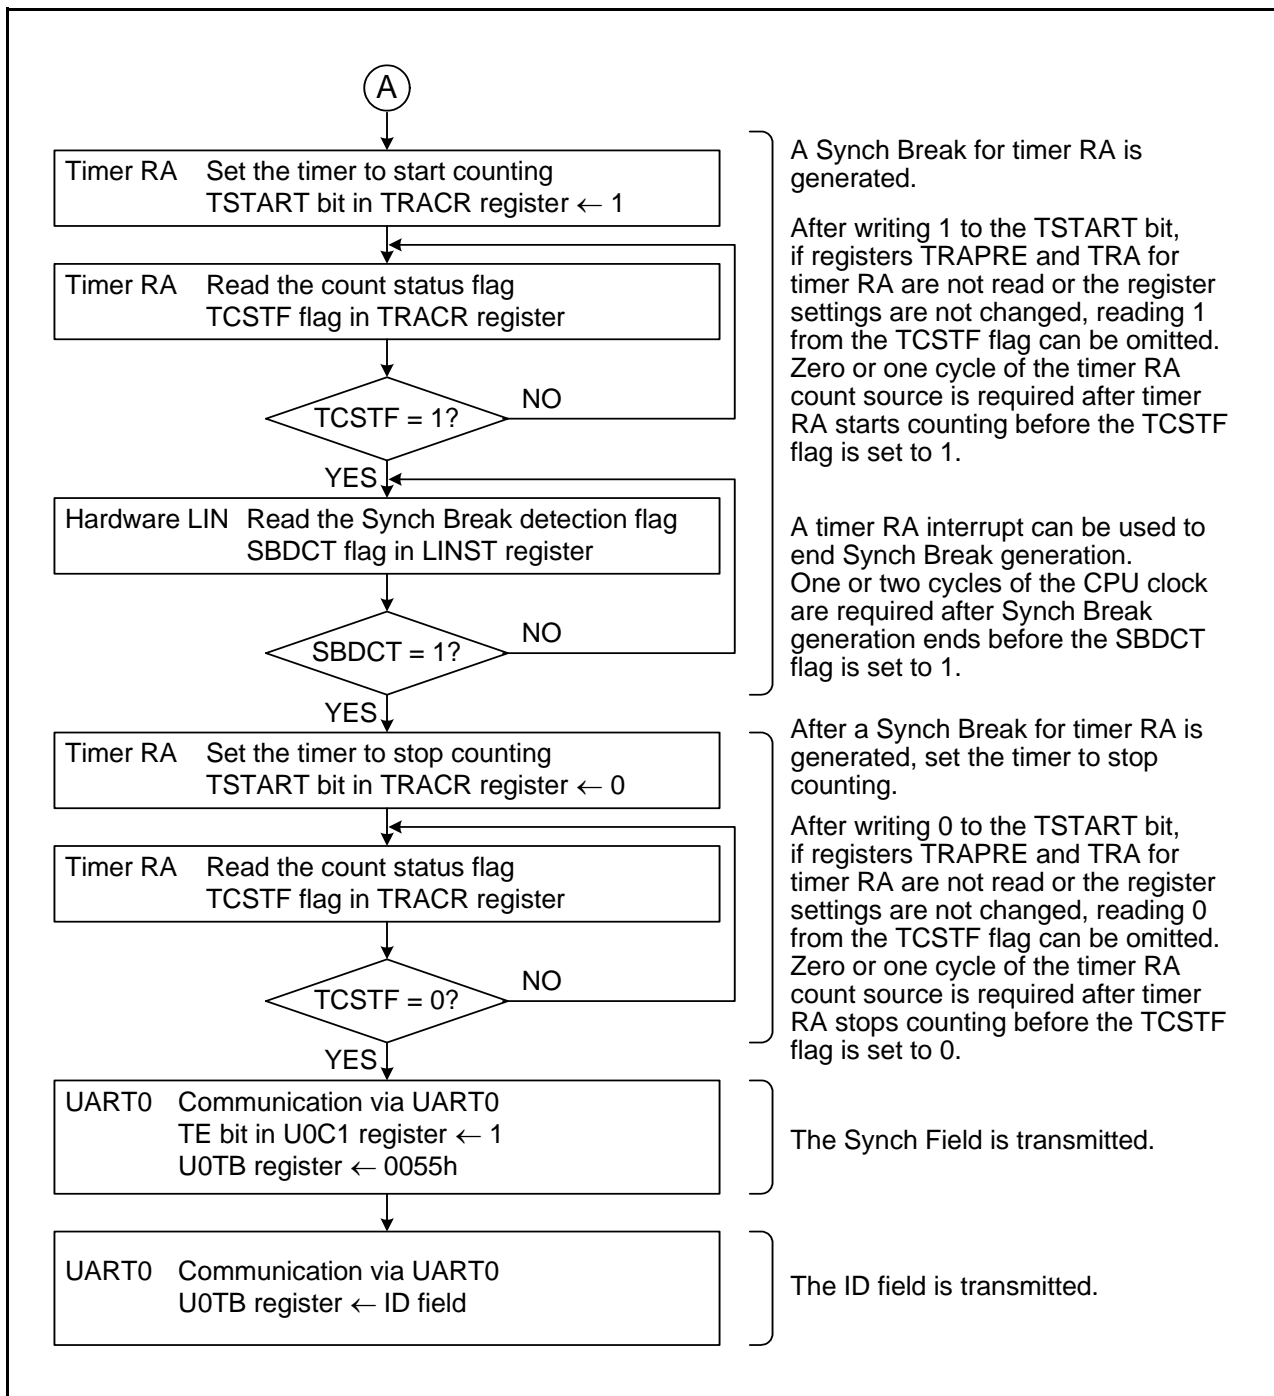 A
Timer RA Set the timer to start counting
TSTART bit in TRACR register ← 1
A Synch Break for timer RA is
generated.
Timer RA Read the count status flag
TCSTF flag in TRACR register
TCSTF = 1?
NO
YES
After writing 1 to the TSTART bit,
if registers TRAPRE and TRA for
timer RA are not read or the register
settings are not changed, reading 1
from the TCSTF flag can be omitted.
Zero or one cycle of the timer RA
count source is required after timer
RA starts counting before the TCSTF
flag is set to 1.
Hardware LIN Read the Synch Break detection flag
SBDCT flag in LINST register
SBDCT = 1?
NO
YES
A timer RA interrupt can be used to
end Synch Break generation.
One or two cycles of the CPU clock
are required after Synch Break
generation ends before the SBDCT
flag is set to 1.
Timer RA Set the timer to stop counting
TSTART bit in TRACR register ← 0
After a Synch Break for timer RA is
generated, set the timer to stop
counting.
Timer RA Read the count status flag
TCSTF flag in TRACR register
TCSTF = 0?
NO
YES
After writing 0 to the TSTART bit,
if registers TRAPRE and TRA for
timer RA are not read or the register
settings are not changed, reading 0
from the TCSTF flag can be omitted.
Zero or one cycle of the timer RA
count source is required after timer
RA stops counting before the TCSTF
flag is set to 0.
UART0 Communication via UART0
TE bit in U0C1 register ← 1
U0TB register ← 0055h
The Synch Field is transmitted.
UART0 Communication via UART0
U0TB register ← ID field
The ID field is transmitted.